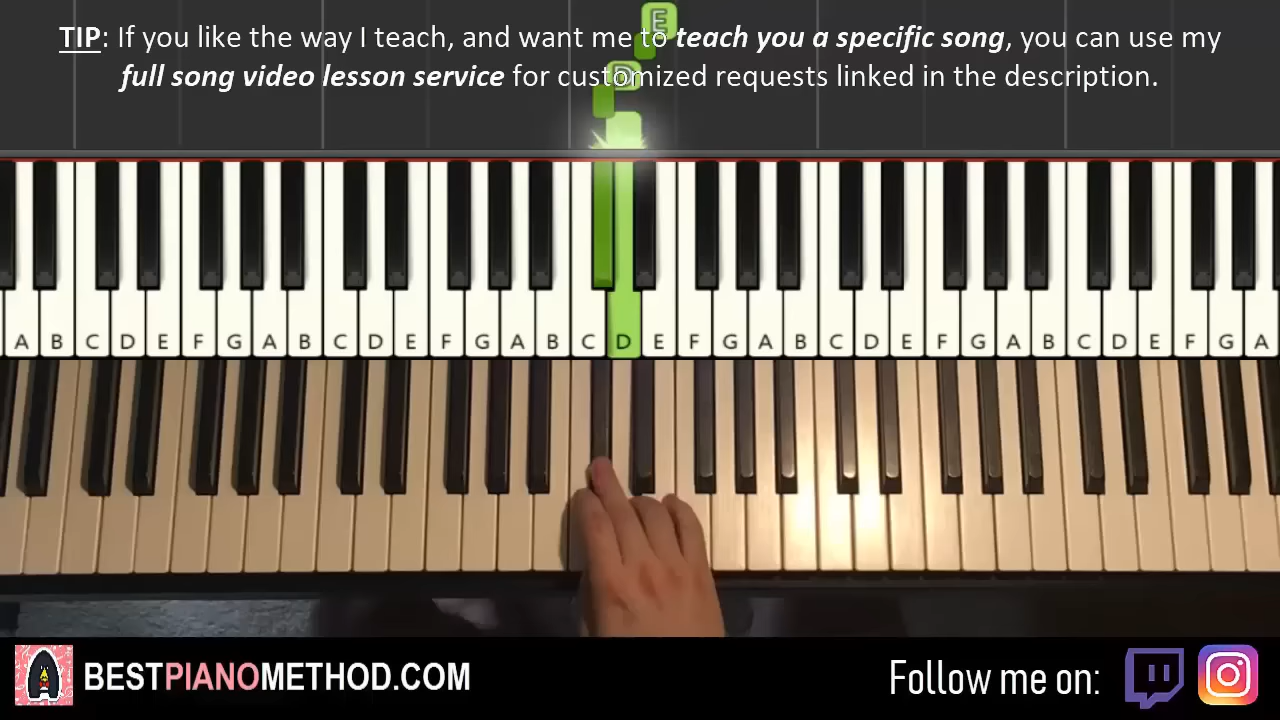 E
TIP: If you like the way I teach, and want me to teach you a specific song, you can use my
full song video lesson service for customized requests linked in the description.
D
A B C D E F G A B C D E F G A B C D E F G A B C D E F G A B C D E F G A
BESTPIANOMETHOD.COM
Follow me on: